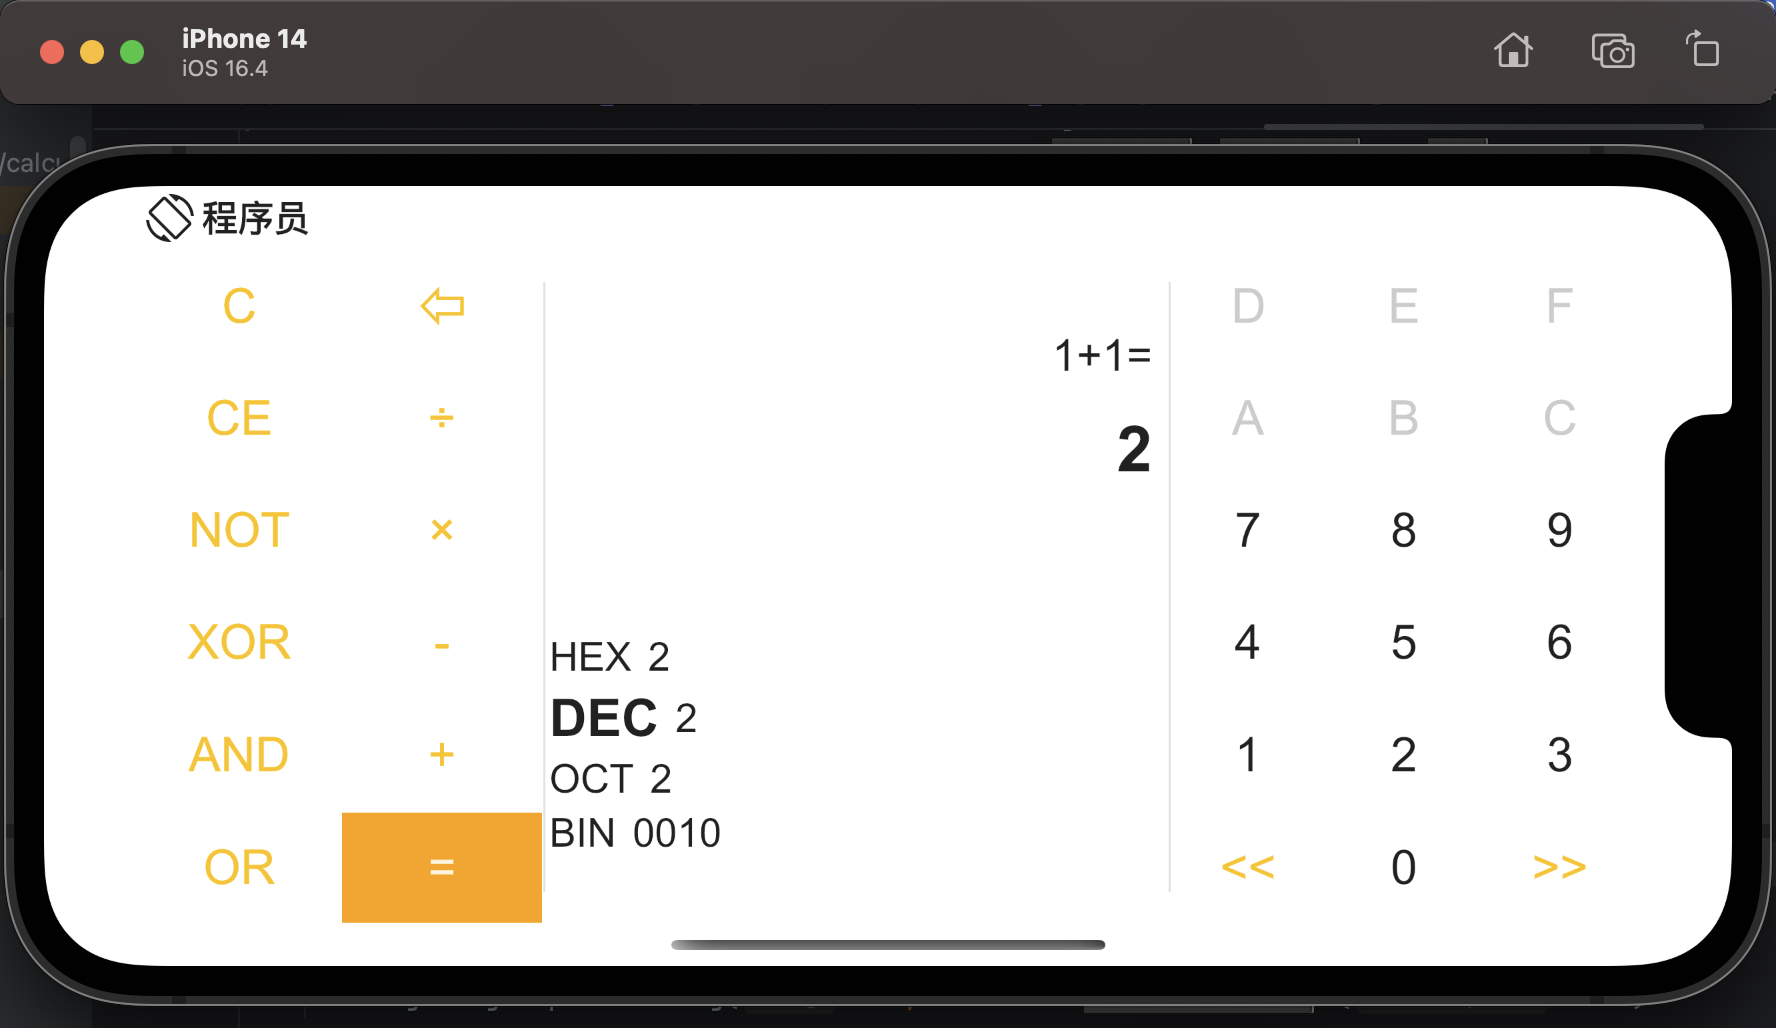 iPhone 14
iOS 16.4
程序员
C
CE ÷
NOT ×
XOR -
AND +
OR =
1+1=
2
HEX 2
DEC 2
OCT 2
BIN 0010
D E F
A B C
7 8 9
4 5 6
1 2 3
<< 0 >>